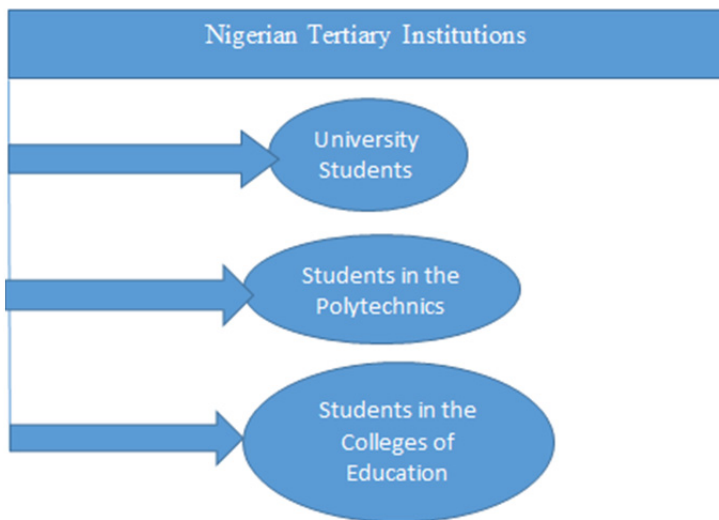 Nigerian Tertiary Institutions
University
Students
Students in the
Polytechnics
Students in the
Colleges of
Education